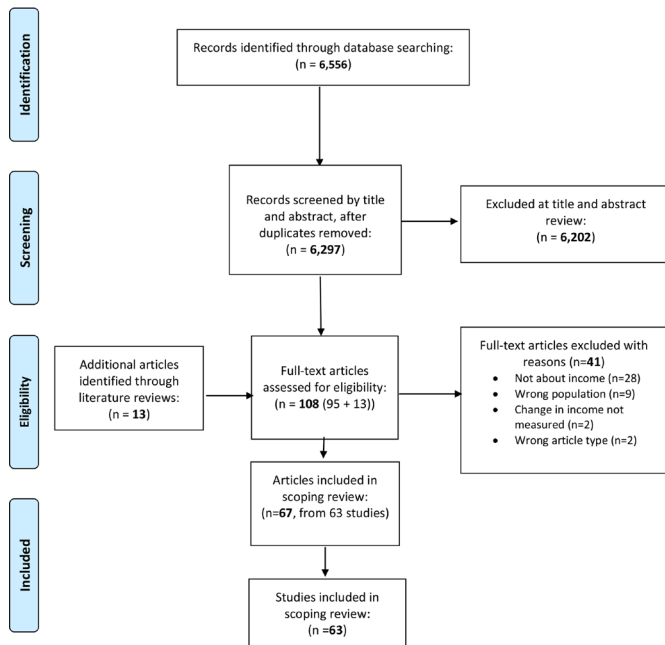 Identification
Records identified through database searching:
(n = 6,556)
Screening
Records screened by title
and abstract, after
duplicates removed:
(n = 6,297)
Excluded at title and abstract
review:
(n = 6,202)
Eligibility
Additional articles
identified through
literature reviews:
(n = 13)
Full-text articles
assessed for eligibility:
(n = 108 (95 + 13))
Full-text articles excluded with
reasons (n=41)
• Not about income (n=28)
• Wrong population (n=9)
• Change in income not
measured (n=2)
• Wrong article type (n=2)
Included
Articles included in
scoping review:
(n=67, from 63 studies)
Studies included in
scoping review:
(n =63)